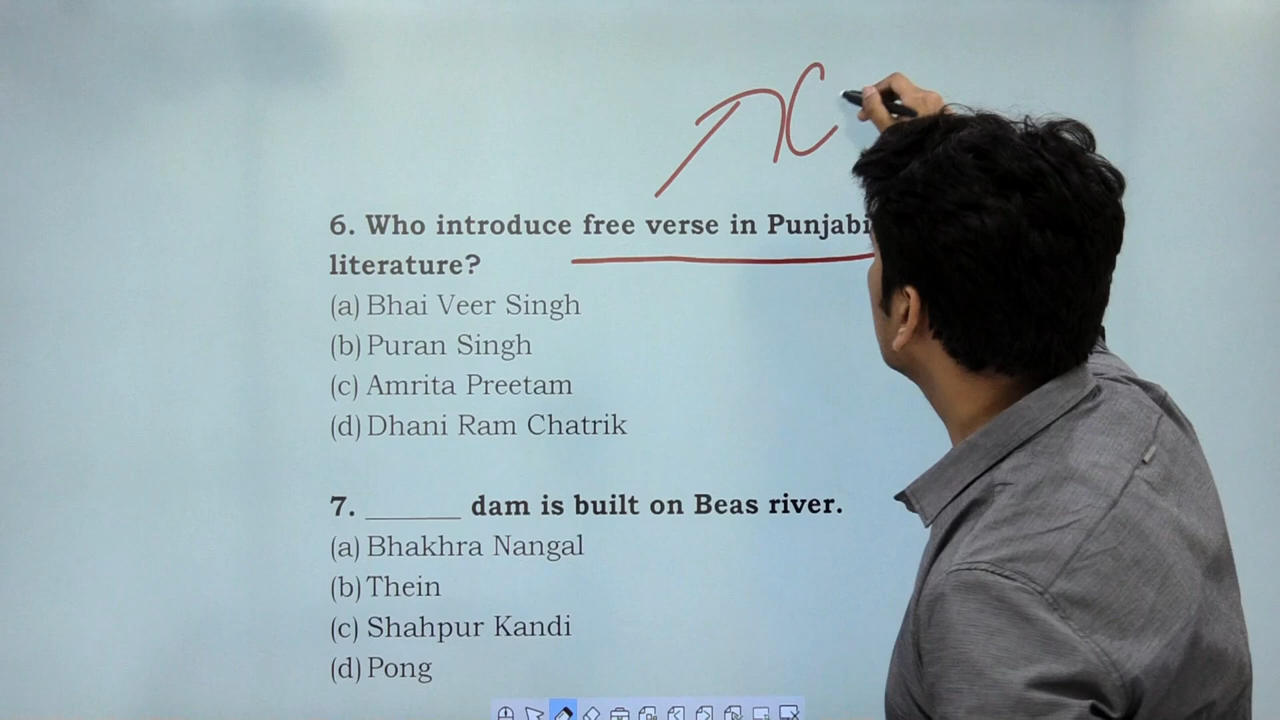 6. Who introduce free verse in Punjabi
literature?
(a) Bhai Veer Singh
(b) Puran Singh
(c) Amrita Preetam
(d) Dhani Ram Chatrik
7. ______ dam is built on Beas river.
(a) Bhakhra Nangal
(b) Thein
(c) Shahpur Kandi
(d) Pong